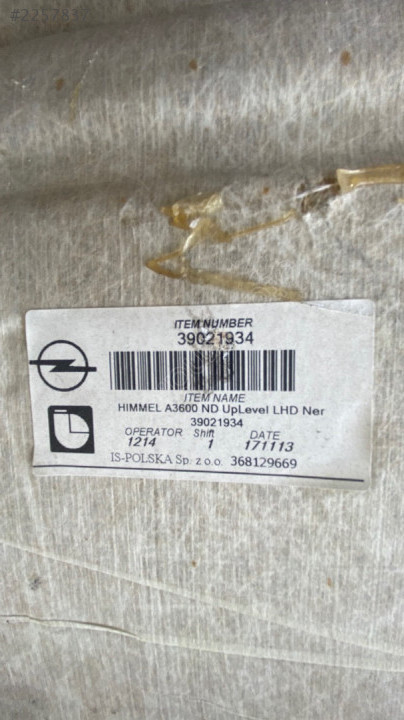 ITEM NUMBER
39021934
ITEM NAME
HIMMEL A3600 ND UpLevel LHD Ner
39021934
OPERATOR Shift DATE
1214 1 171113
IS-POLSKA Sp. z o.o. 368129669